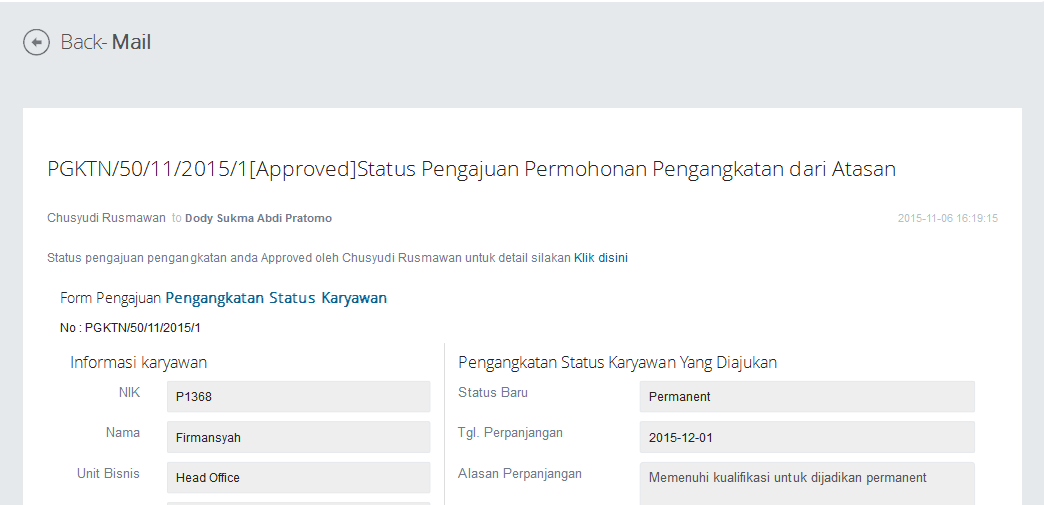 Back- Mail
PGKTN/50/11/2015/1[Approved]Status Pengajuan Permohonan Pengangkatan dari Atasan
Chusyudi Rusmawan to Dody Sukma Abdi Pratomo 2015-11-06 16:19:15
Status pengajuan pengangkatan anda Approved oleh Chusyudi Rusmawan untuk detail silakan Klik disini
Form Pengajuan Pengangkatan Status Karyawan
No : PGKTN/50/11/2015/1
Informasi karyawan
NIK P1368
Nama Firmansyah
Unit Bisnis Head Office
Pengangkatan Status Karyawan Yang Diajukan
Status Baru Permanent
Tgl. Perpanjangan 2015-12-01
Alasan Perpanjangan Memenuhi kualifikasi untuk dijadikan permanent